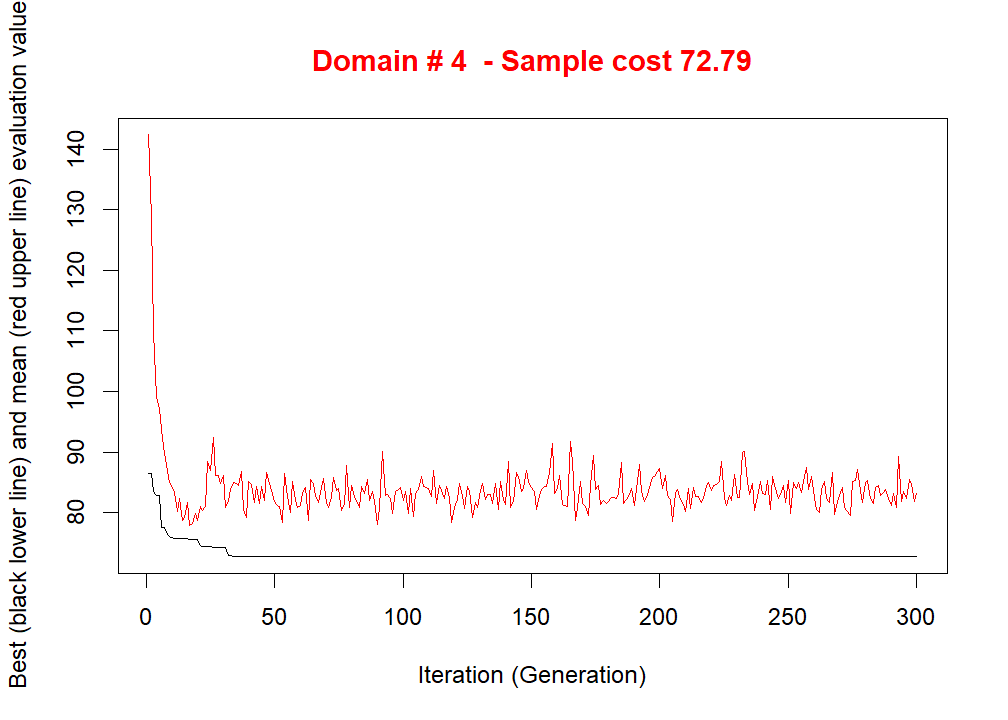 Domain # 4  - Sample cost 72.79
Best (black lower line) and mean (red upper line) evaluation value
140
130
120
110
100
90
80
0 50 100 150 200 250 300
Iteration (Generation)